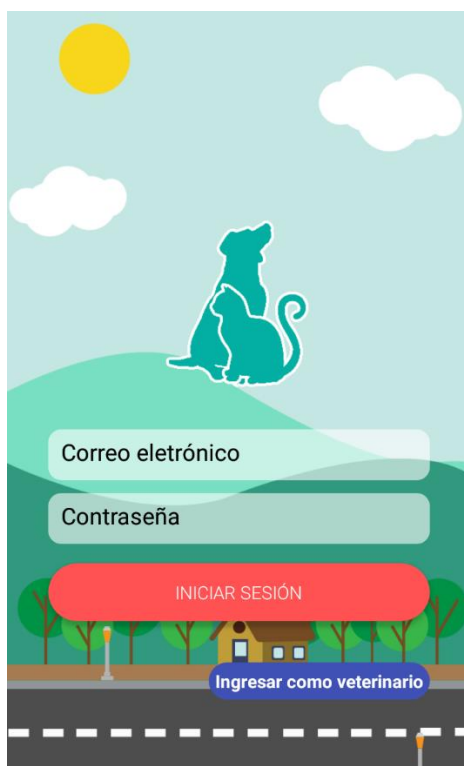 Correo eletrónico
Contraseña
INICIAR SESIÓN
Ingresar como veterinario